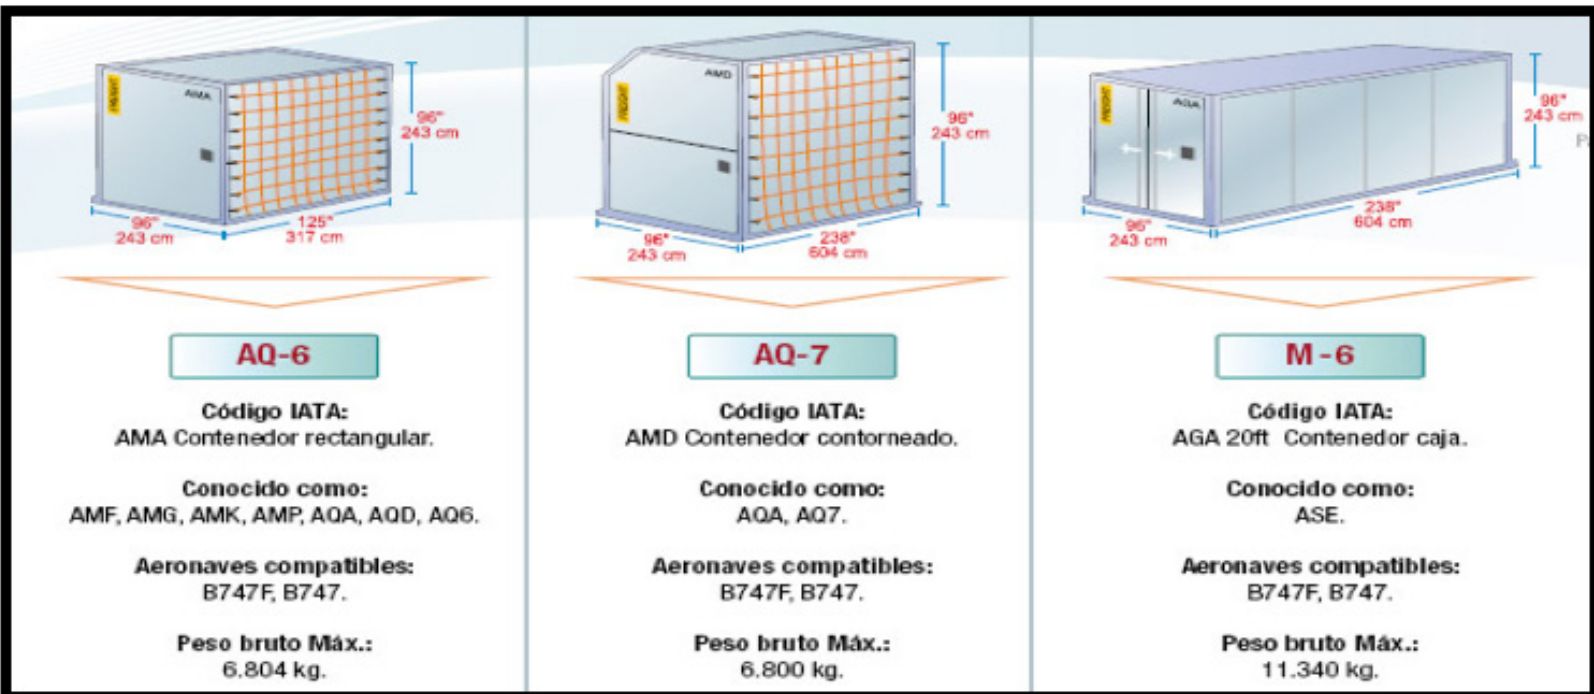 FREIGHT
AMA
96"
243 cm
96"
243 cm
125"
317 cm
AQ-6
Código IATA:
AMA Contenedor rectangular.
Conocido como:
AMF, AMG, AMK, AMP, AQA, AQD, AQ6.
Aeronaves compatibles:
B747F, B747.
Peso bruto Máx.:
6.804 kg.
FREIGHT
AMD
96"
243 cm
96"
243 cm
238"
604 cm
AQ-7
Código IATA:
AMD Contenedor contorneado.
Conocido como:
AQA, AQ7.
Aeronaves compatibles:
B747F, B747.
Peso bruto Máx.:
6.800 kg.
FREIGHT
AGA
96"
243 cm
96"
243 cm
238"
604 cm
M-6
Código IATA:
AGA 20ft Contenedor caja.
Conocido como:
ASE.
Aeronaves compatibles:
B747F, B747.
Peso bruto Máx.:
11.340 kg.